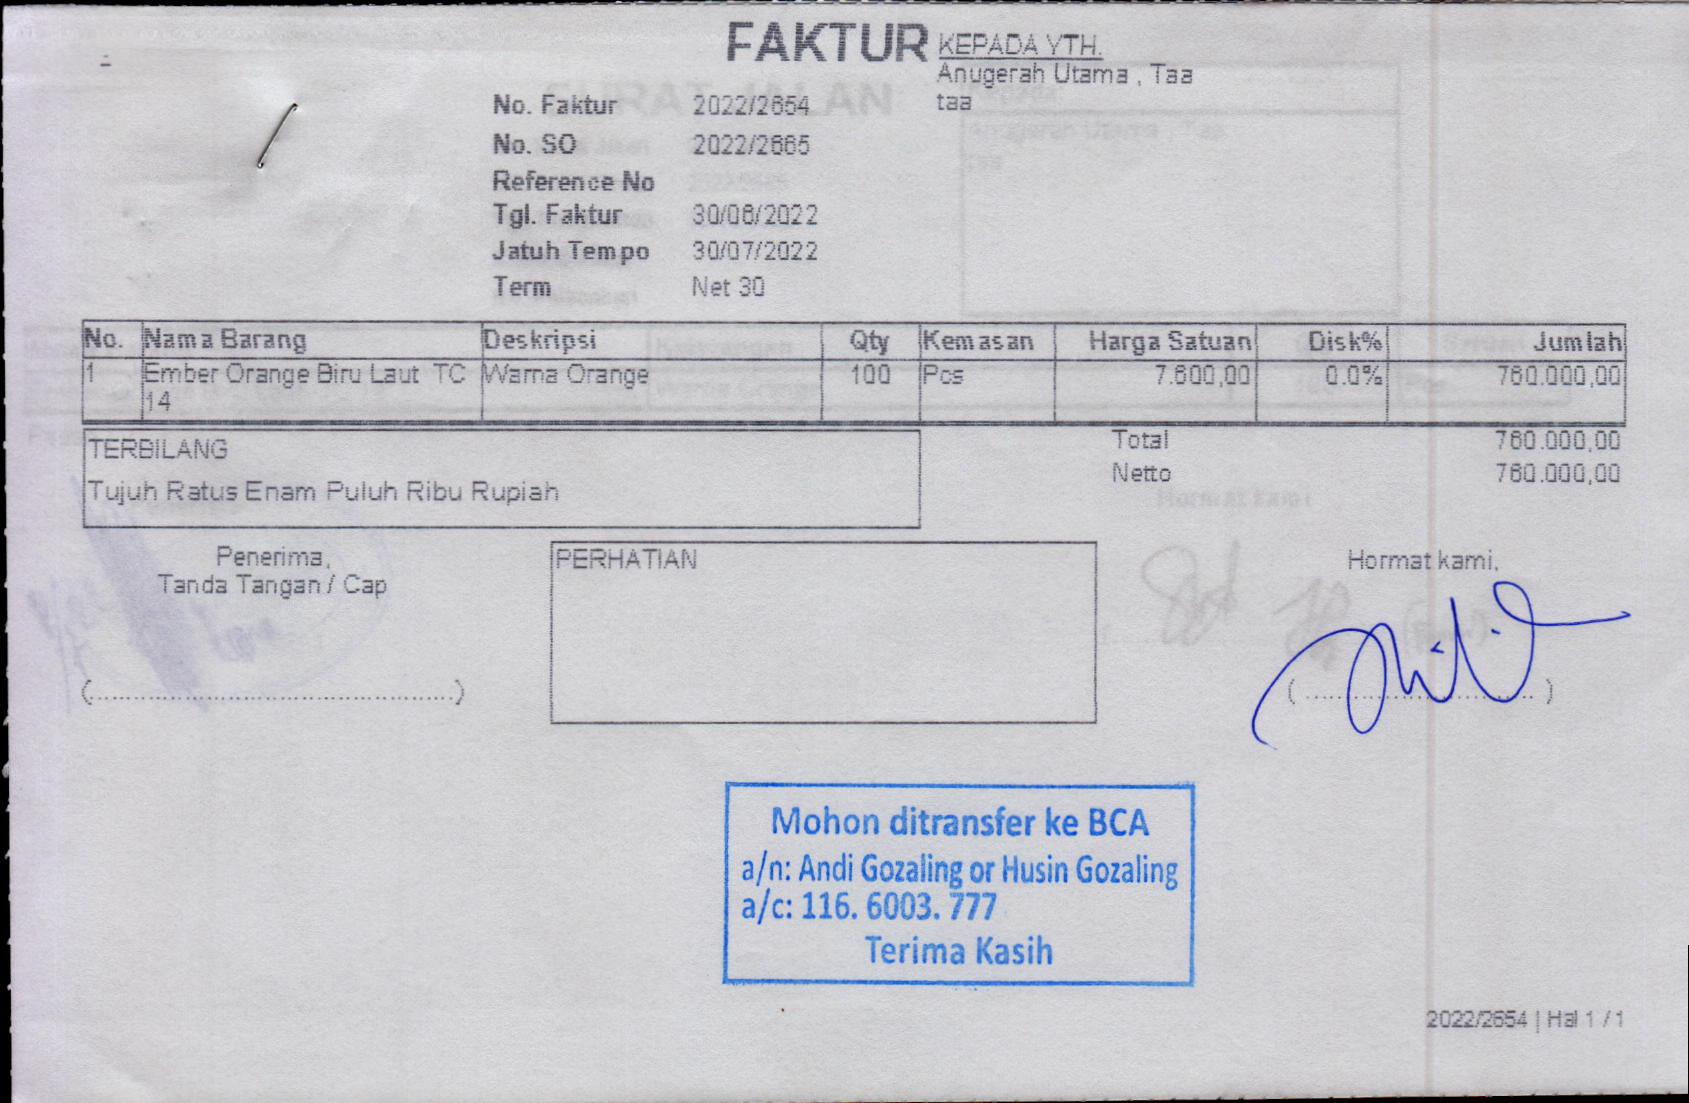 FAKTUR
KEPADA YTH.
Anugerah Utama , Taa
taa
No. Faktur 2022/2654
No. SO 2022/2665
Reference No
Tgl. Faktur 30/06/2022
Jatuh Tempo 30/07/2022
Term Net 30
No. Nama Barang Deskripsi Qty Kemasan Harga Satuan Disk% Jumlah
1 Ember Orange Biru Laut TC Warna Orange 100 Pcs 7.600,00 0.0% 760.000,00
14
Total 760.000,00
Netto 760.000,00
TERBILANG
Tujuh Ratus Enam Puluh Ribu Rupiah
Penerima,
Tanda Tangan / Cap
PERHATIAN
Hormat kami,
Mohon ditransfer ke BCA
a/n: Andi Gozaling or Husin Gozaling
a/c: 116. 6003. 777
Terima Kasih
2022/2654 | Hal 1 / 1